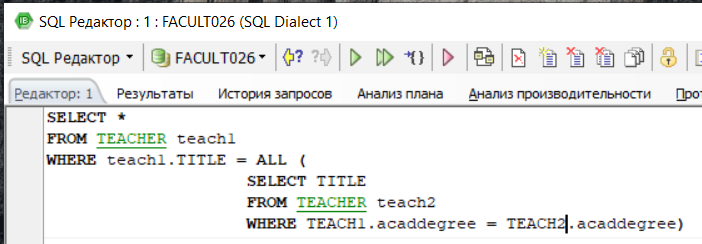 SQL Редактор : 1 : FACULT026 (SQL Dialect 1)
SQL Редактор FACULT026
Редактор: 1 Результаты История запросов Анализ плана Анализ производительности
SELECT *
FROM TEACHER teach1
WHERE teach1.TITLE = ALL (
SELECT TITLE
FROM TEACHER teach2
WHERE TEACH1.acaddegree = TEACH2.acaddegree)